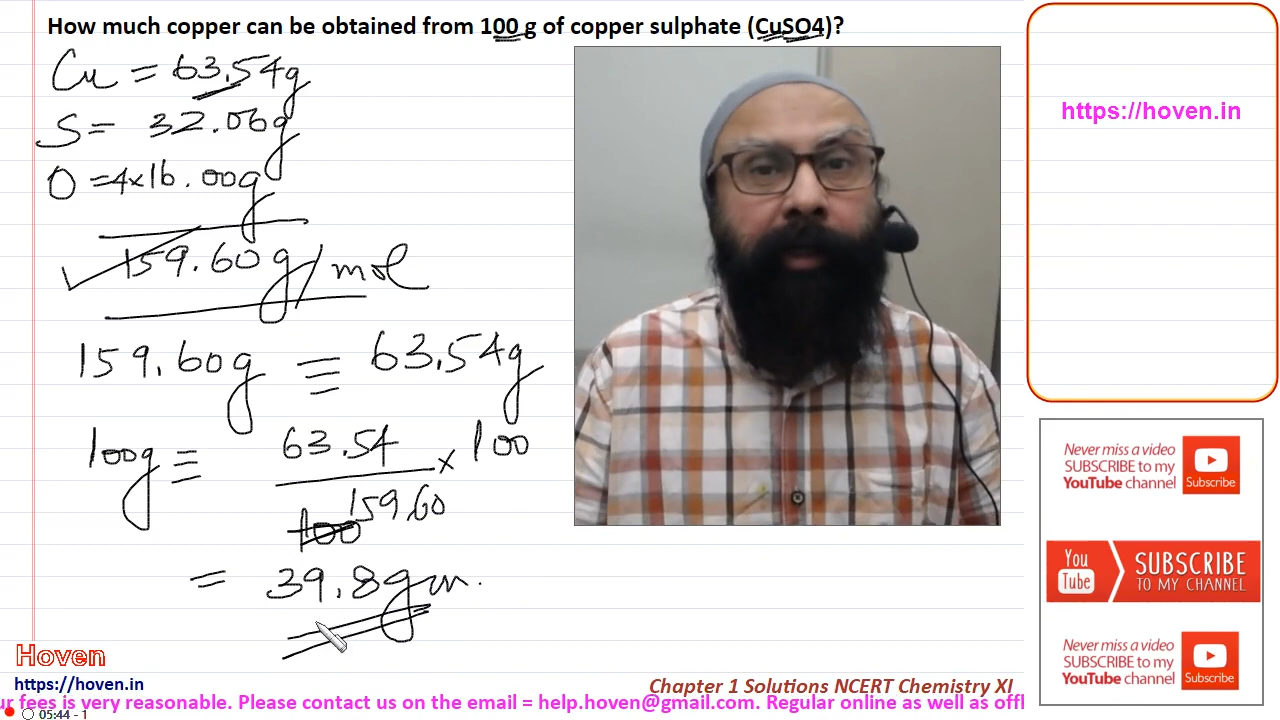 How much copper can be obtained from 100 g of copper sulphate (CuSO4)?
Cu = 63.54g
S = 32.06g
O = 4x16.00g
159.60g/mol
159.60g ≡ 63.54g
100g ≡ 63.54 x 100
100 159.60
= 39.8gm.
Hoven
https://hoven.in
Chapter 1 Solutions NCERT Chemistry XI
ur fees is very reasonable. Please contact us on the email = help.hoven@gmail.com. Regular online as well as offl
05:44 - 1
https://hoven.in
Never miss a video
SUBSCRIBE to my
YouTube channel
Subscribe
You
Tube
SUBSCRIBE
TO MY CHANNEL
Never miss a video
SUBSCRIBE to my
YouTube channel
Subscribe